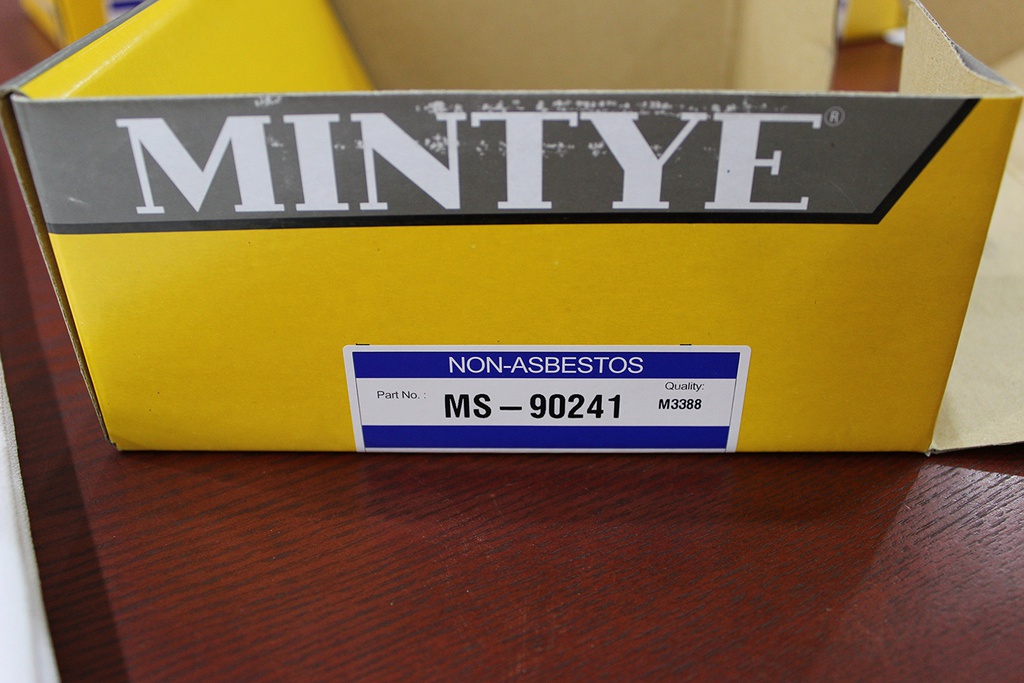 MINTYE®
NON-ASBESTOS
Part No. : MS-90241
Quality:
M3388